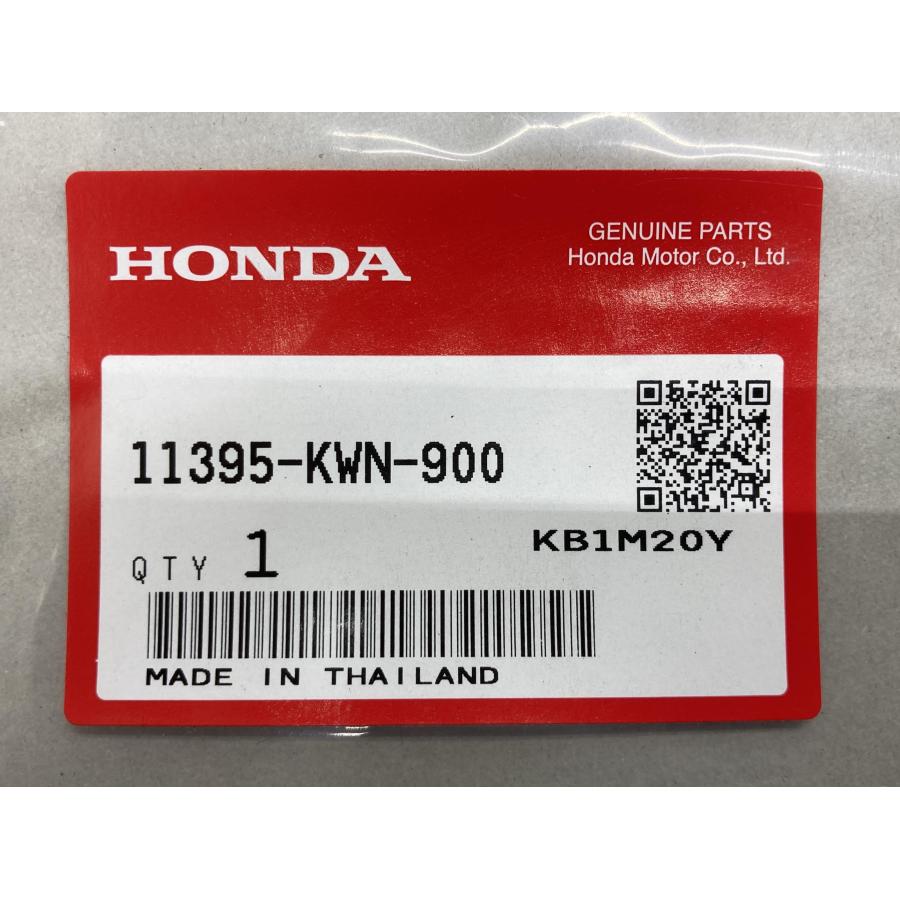 HONDA
GENUINE PARTS
Honda Motor Co., Ltd.
11395-KWN-900
KB1M20Y
QTY 1
MADE IN THAILAND